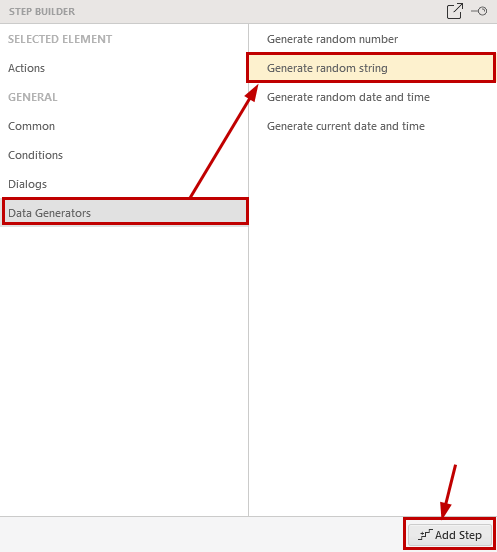 STEP BUILDER
SELECTED ELEMENT
Actions
GENERAL
Common
Conditions
Dialogs
Data Generators
Generate random number
Generate random string
Generate random date and time
Generate current date and time
Add Step